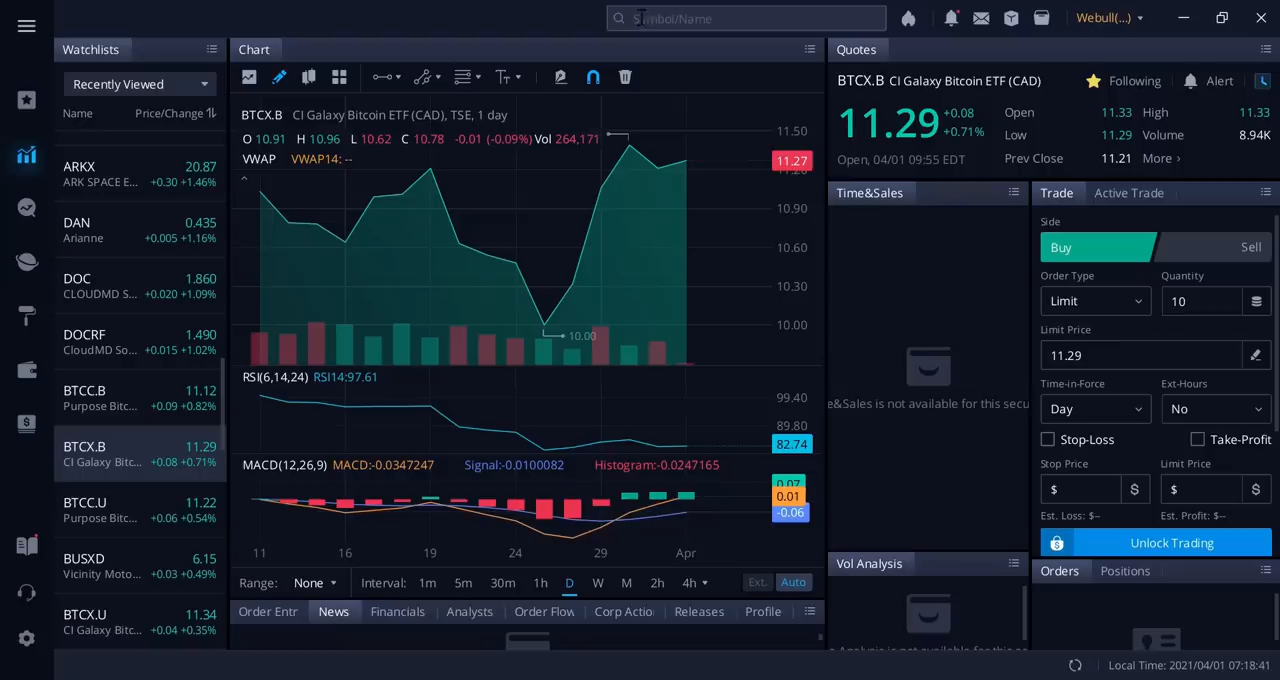 Symbol/Name
Webull(...)
Watchlists
Chart
Quotes
Recently Viewed
Name Price/Change
ARKX 20.87
ARK SPACE E... +0.30 +1.46%
DAN 0.435
Arianne +0.005 +1.16%
DOC 1.860
CLOUDMD S... +0.020 +1.09%
DOCRF 1.490
CloudMD So... +0.015 +1.02%
BTCC.B 11.12
Purpose Bitc... +0.09 +0.82%
BTCX.B 11.29
CI Galaxy Bitc... +0.08 +0.71%
BTCC.U 11.22
Purpose Bitc... +0.06 +0.54%
BUSXD 6.15
Vicinity Moto... +0.03 +0.49%
BTCX.U 11.34
CI Galaxy Bitc... +0.04 +0.35%
BTCX.B CI Galaxy Bitcoin ETF (CAD), TSE, 1 day
O 10.91 H 10.96 L 10.62 C 10.78 -0.01 (-0.09%) Vol 264,171
VWAP VWAP14: --
11.50
11.27
10.90
10.60
10.30
10.00
10.00
RSI(6,14,24) RSI14:97.61
99.40
89.80
82.74
MACD(12,26,9) MACD:-0.0347247 Signal:-0.0100082 Histogram:-0.0247165
0.07
0.01
-0.06
11 16 19 24 29 Apr
Range: None Interval: 1m 5m 30m 1h D W M 2h 4h Ext. Auto
Order Entr News Financials Analysts Order Flow Corp Actio Releases Profile
BTCX.B CI Galaxy Bitcoin ETF (CAD) Following Alert
11.29 +0.08 +0.71%
Open, 04/01 09:55 EDT
Open 11.33 High 11.33
Low 11.29 Volume 8.94K
Prev Close 11.21 More ›
Time&Sales
e&Sales is not available for this secu
Vol Analysis
Trade Active Trade
Side
Buy Sell
Order Type Quantity
Limit 10
Limit Price
11.29
Time-in-Force Ext-Hours
Day No
Stop-Loss Take-Profit
Stop Price Limit Price
$ $ $ $
Est. Loss: $-- Est. Profit: $--
Unlock Trading
Orders Positions
Local Time: 2021/04/01 07:18:41